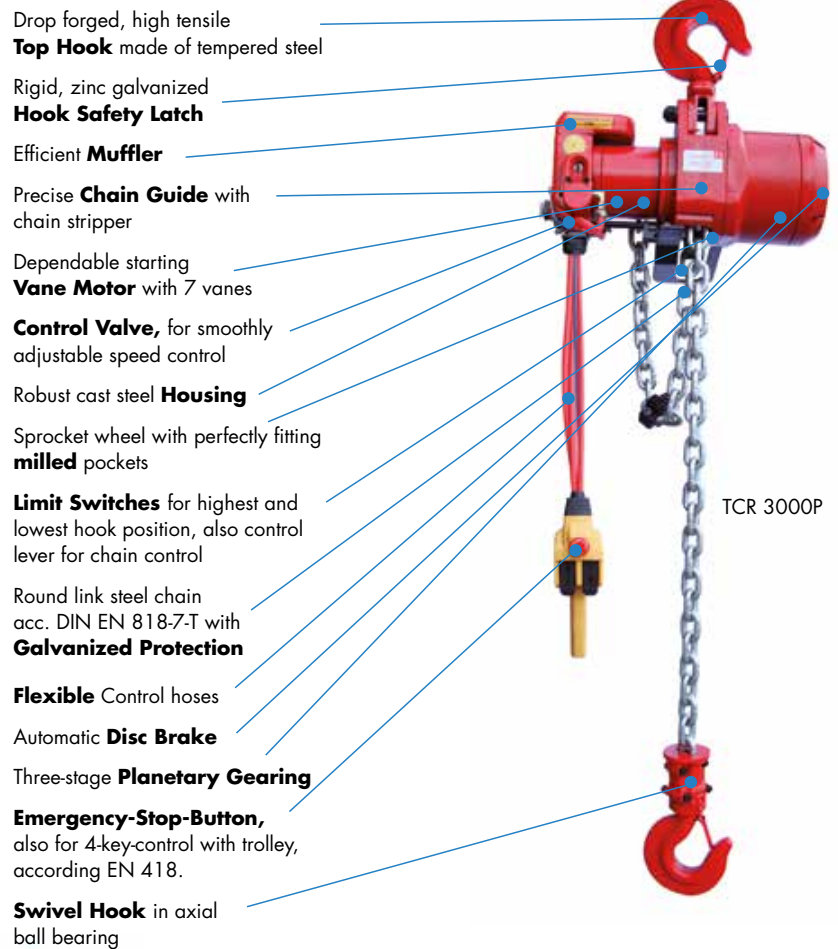 Drop forged, high tensile
Top Hook made of tempered steel
Rigid, zinc galvanized
Hook Safety Latch
Efficient Muffler
Precise Chain Guide with
chain stripper
Dependable starting
Vane Motor with 7 vanes
Control Valve, for smoothly
adjustable speed control
Robust cast steel Housing
Sprocket wheel with perfectly fitting
milled pockets
Limit Switches for highest and
lowest hook position, also control
lever for chain control
Round link steel chain
acc. DIN EN 818-7-T with
Galvanized Protection
Flexible Control hoses
Automatic Disc Brake
Three-stage Planetary Gearing
Emergency-Stop-Button,
also for 4-key-control with trolley,
according EN 418.
Swivel Hook in axial
ball bearing
TCR 3000P